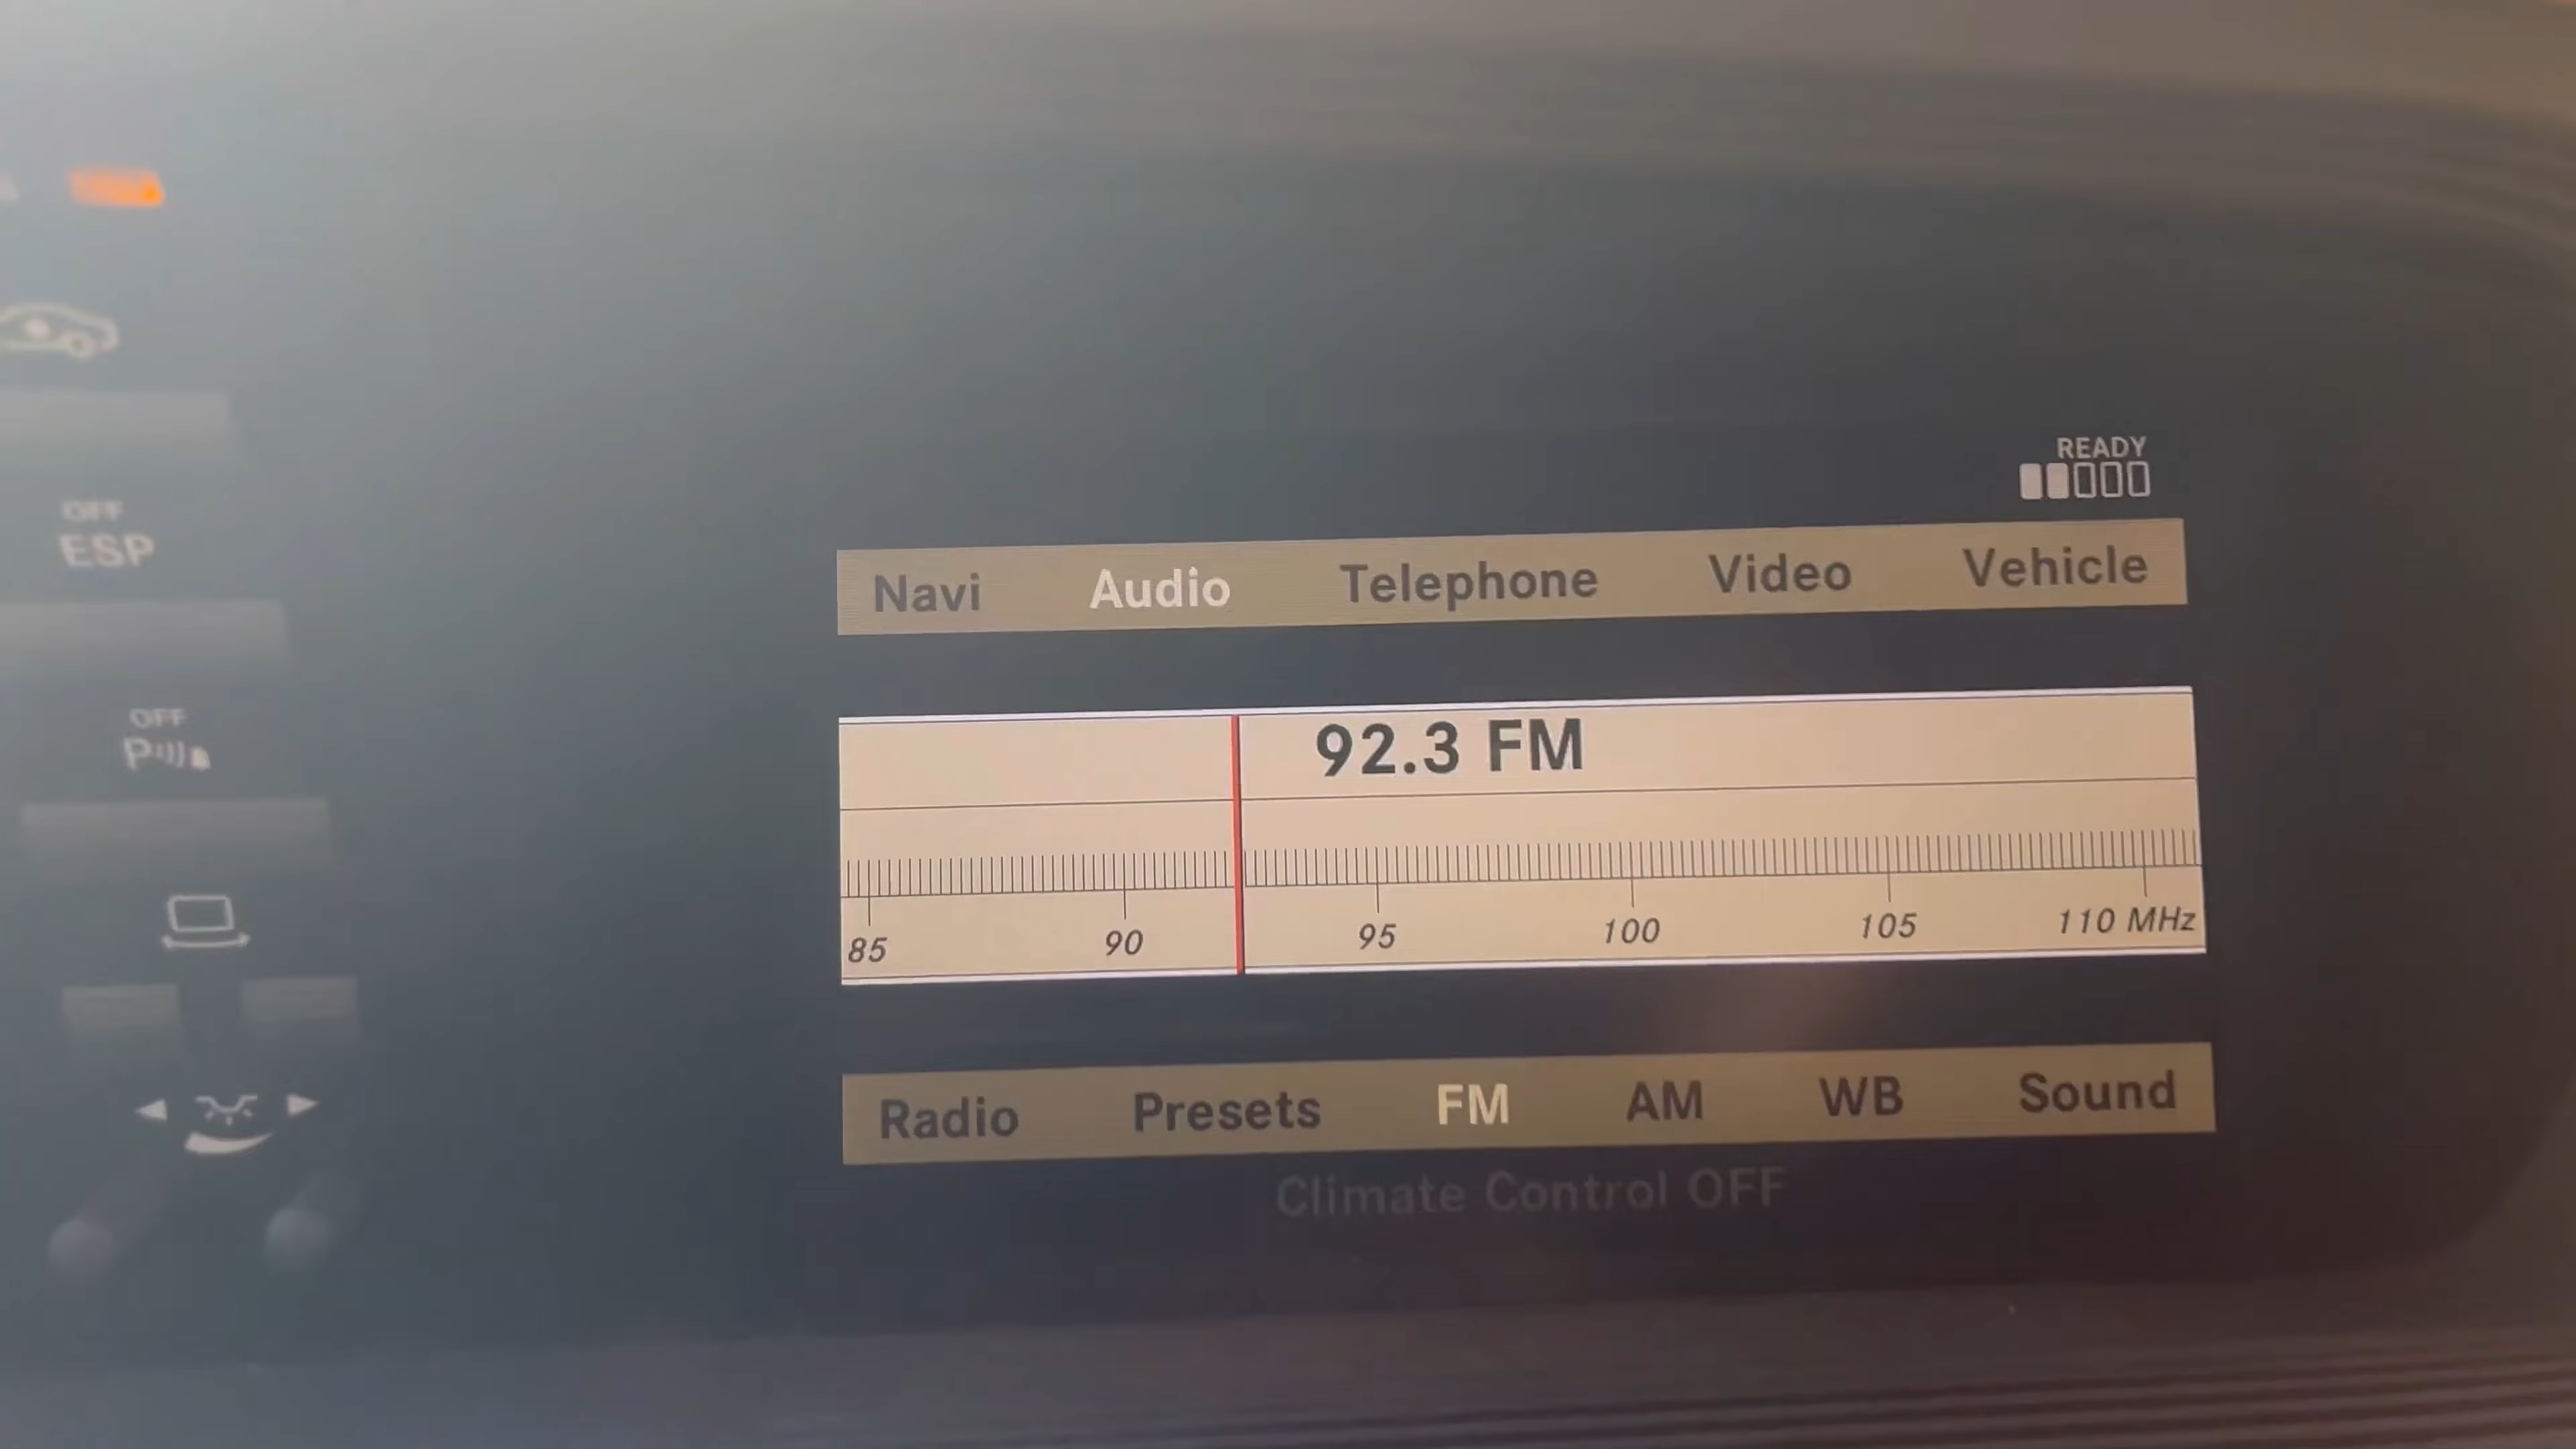 READY
Navi Audio Telephone Video Vehicle
92.3 FM
85 90 95 100 105 110 MHz
Radio Presets FM AM WB Sound
Climate Control OFF
OFF
ESP
OFF
P